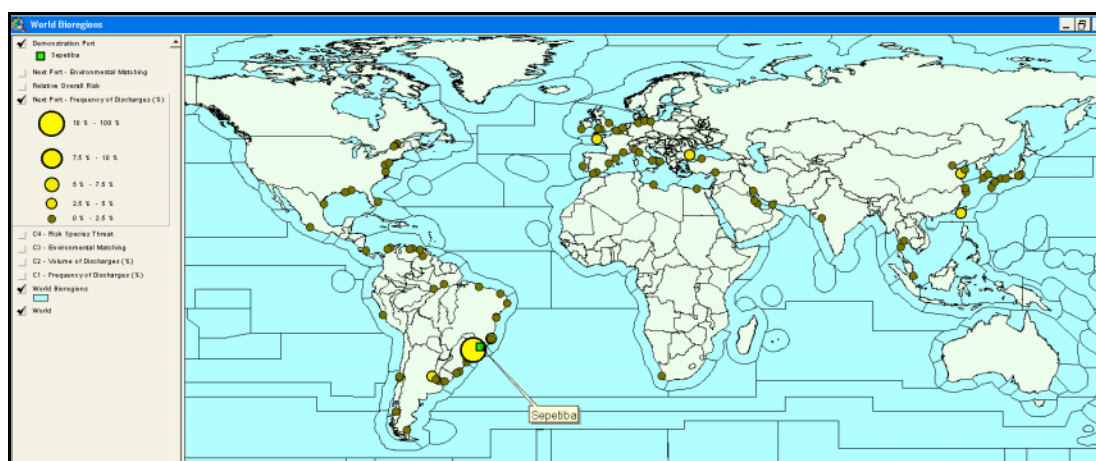 World Bioregions
Demonstration Port
Sepetiba
Next Port - Environmental Matching
Relative Overall Risk
Next Port - Frequency of Discharges (%)
10 % - 100 %
7.5 % - 10 %
5 % - 7.5 %
2.5 % - 5 %
0 % - 2.5 %
C4 - Risk Species Threat
C3 - Environmental Matching
C2 - Volume of Discharges (%)
C1 - Frequency of Discharges (%)
World Bioregions
World
Sepetiba